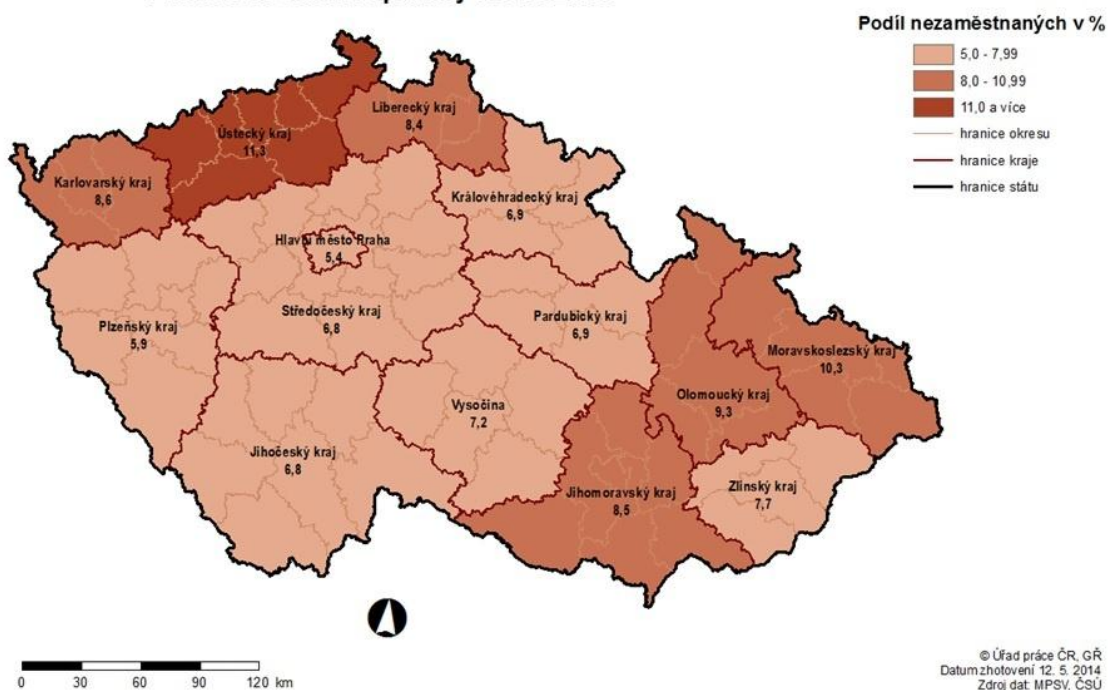 Podíl nezaměstnaných v %
5,0 - 7,99
8,0 - 10,99
11,0 a více
hranice okresu
hranice kraje
hranice státu
Liberecký kraj
8,4
Ústecký kraj
11,3
Karlovarský kraj
8,6
Královéhradecký kraj
6,9
Hlavní město Praha
5,4
Středočeský kraj
6,8
Pardubický kraj
6,9
Plzeňský kraj
5,9
Moravskoslezský kraj
10,3
Olomoucký kraj
9,3
Vysočina
7,2
Jihočeský kraj
6,8
Zlínský kraj
7,7
Jihomoravský kraj
8,5
0 30 60 90 120 km
© Úřad práce ČR, GŘ
Datum zhotovení 12. 5. 2014
Zdroj dat: MPSV, ČSÚ